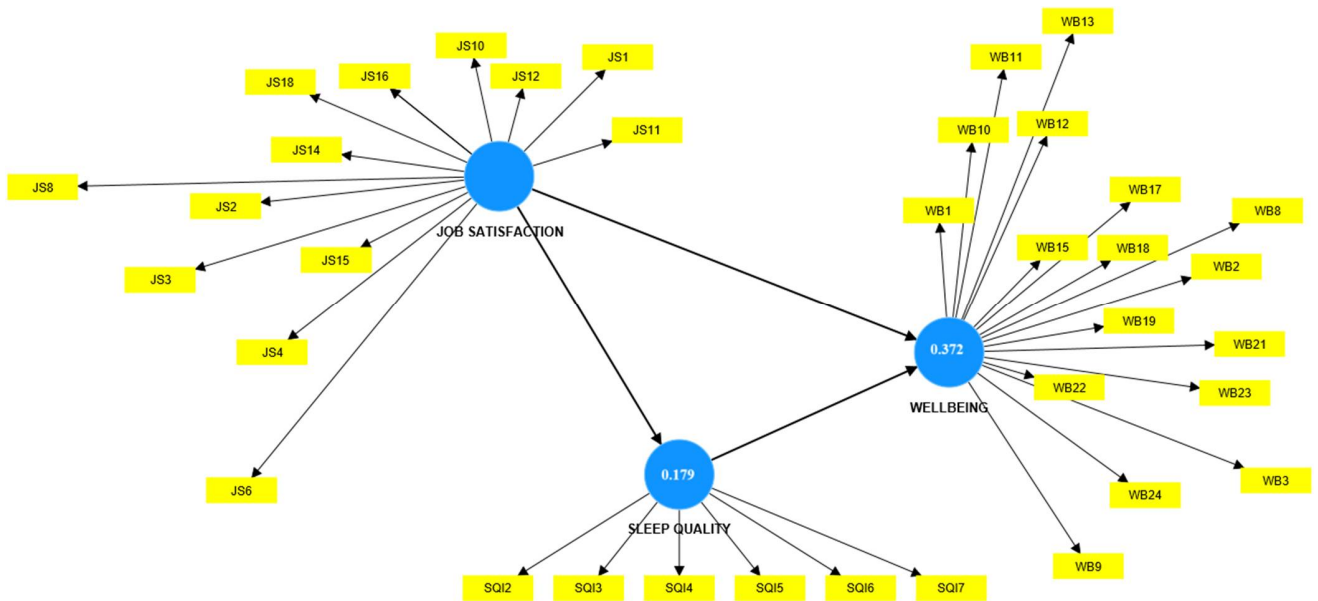 WB13
JS10
JS1
WB11
JS16
JS12
JS18
WB12
WB10
JS11
JS14
JS8
WB17
JS2
WB1
WB8
JOB SATISFACTION
WB15
WB18
JS15
WB2
JS3
WB19
WB21
0.372
JS4
WB22
WB23
WELLBEING
0.179
WB3
JS6
WB24
SLEEP QUALITY
WB9
SQI2
SQI3
SQI4
SQI5
SQI6
SQI7